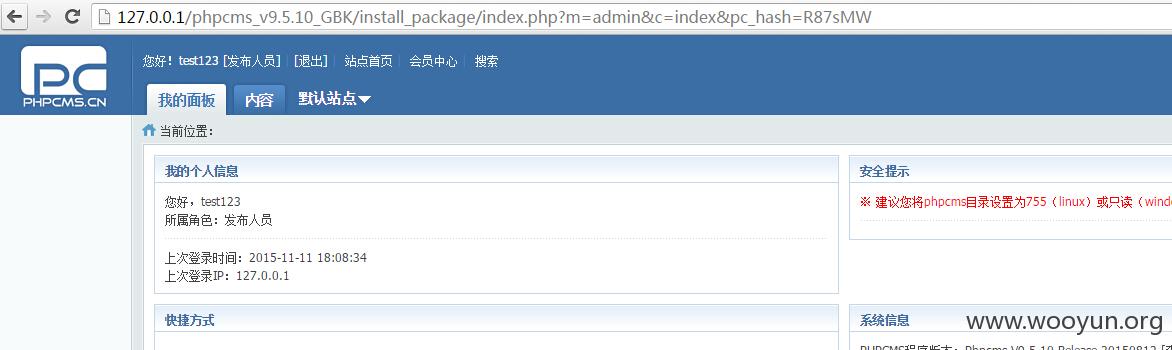 127.0.0.1/phpcms_v9.5.10_GBK/install_package/index.php?m=admin&c=index&pc_hash=R87sMW
PC
PHPCMS.CN
您好！test123 [发布人员] | [退出] | 站点首页 | 会员中心 | 搜索
我的面板 内容 默认站点
当前位置：
我的个人信息
您好，test123
所属角色：发布人员
上次登录时间：2015-11-11 18:08:34
上次登录IP：127.0.0.1
快捷方式
安全提示
※ 建议您将phpcms目录设置为755（linux）或只读（wind
系统信息
PHPCMS程序版本：Phpcms V9.5.10 Release 20150812
www.wooyun.org